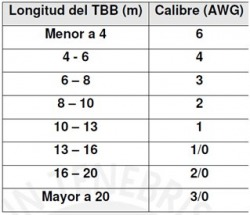 Longitud del TBB (m) Calibre (AWG)
Menor a 4 6
4 - 6 4
6 – 8 3
8 – 10 2
10 – 13 1
13 – 16 1/0
16 – 20 2/0
Mayor a 20 3/0